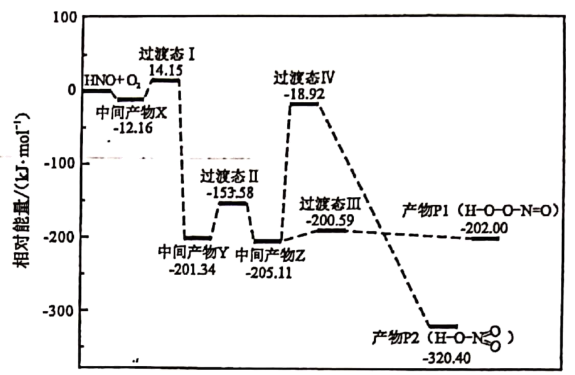 100
0
-100
-200
-300
相对能量/(kJ·mol⁻¹)
HNO+O₂
中间产物X
-12.16
过渡态 I
14.15
中间产物Y
-201.34
过渡态 II
-153.58
中间产物Z
-205.11
过渡态IV
-18.92
过渡态III
-200.59
产物P1（H-O-O-N=O）
-202.00
产物P2（H-O-N
O
O
）
-320.40